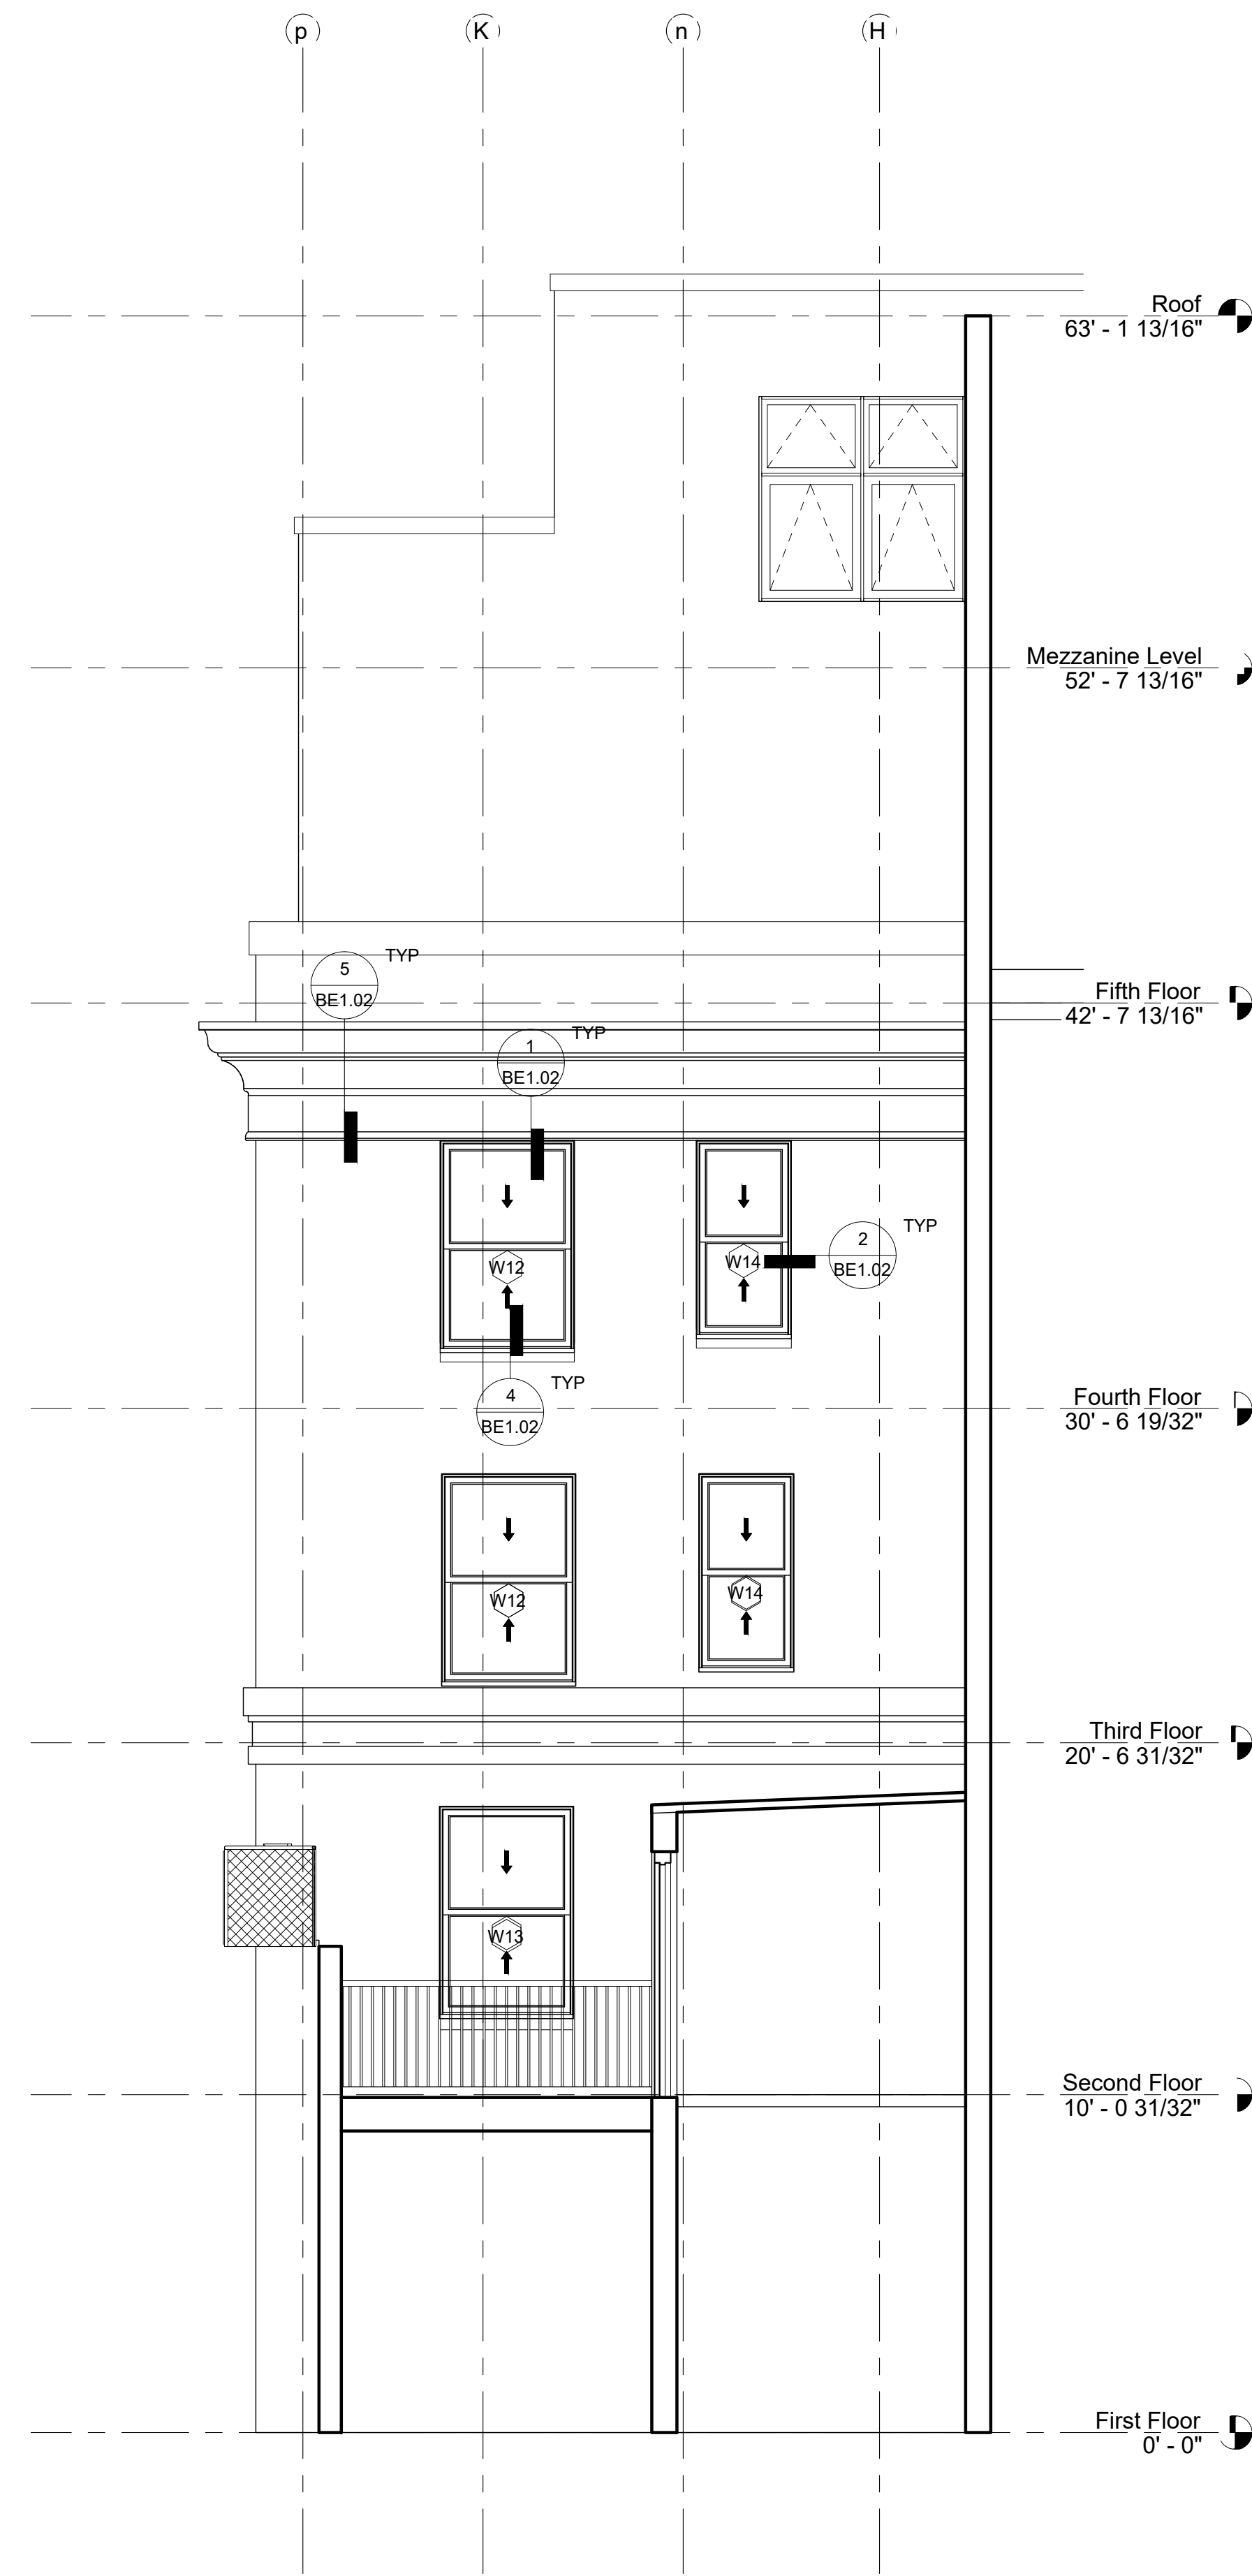 p
K
n
H
Roof
63' - 1 13/16"
Mezzanine Level
52' - 7 13/16"
TYP
5
BE1.02
Fifth Floor
42' - 7 13/16"
TYP
1
BE1.02
TYP
2
BE1.02
W12
W14
TYP
4
BE1.02
Fourth Floor
30' - 6 19/32"
W12
W14
Third Floor
20' - 6 31/32"
W13
Second Floor
10' - 0 31/32"
First Floor
0' - 0"